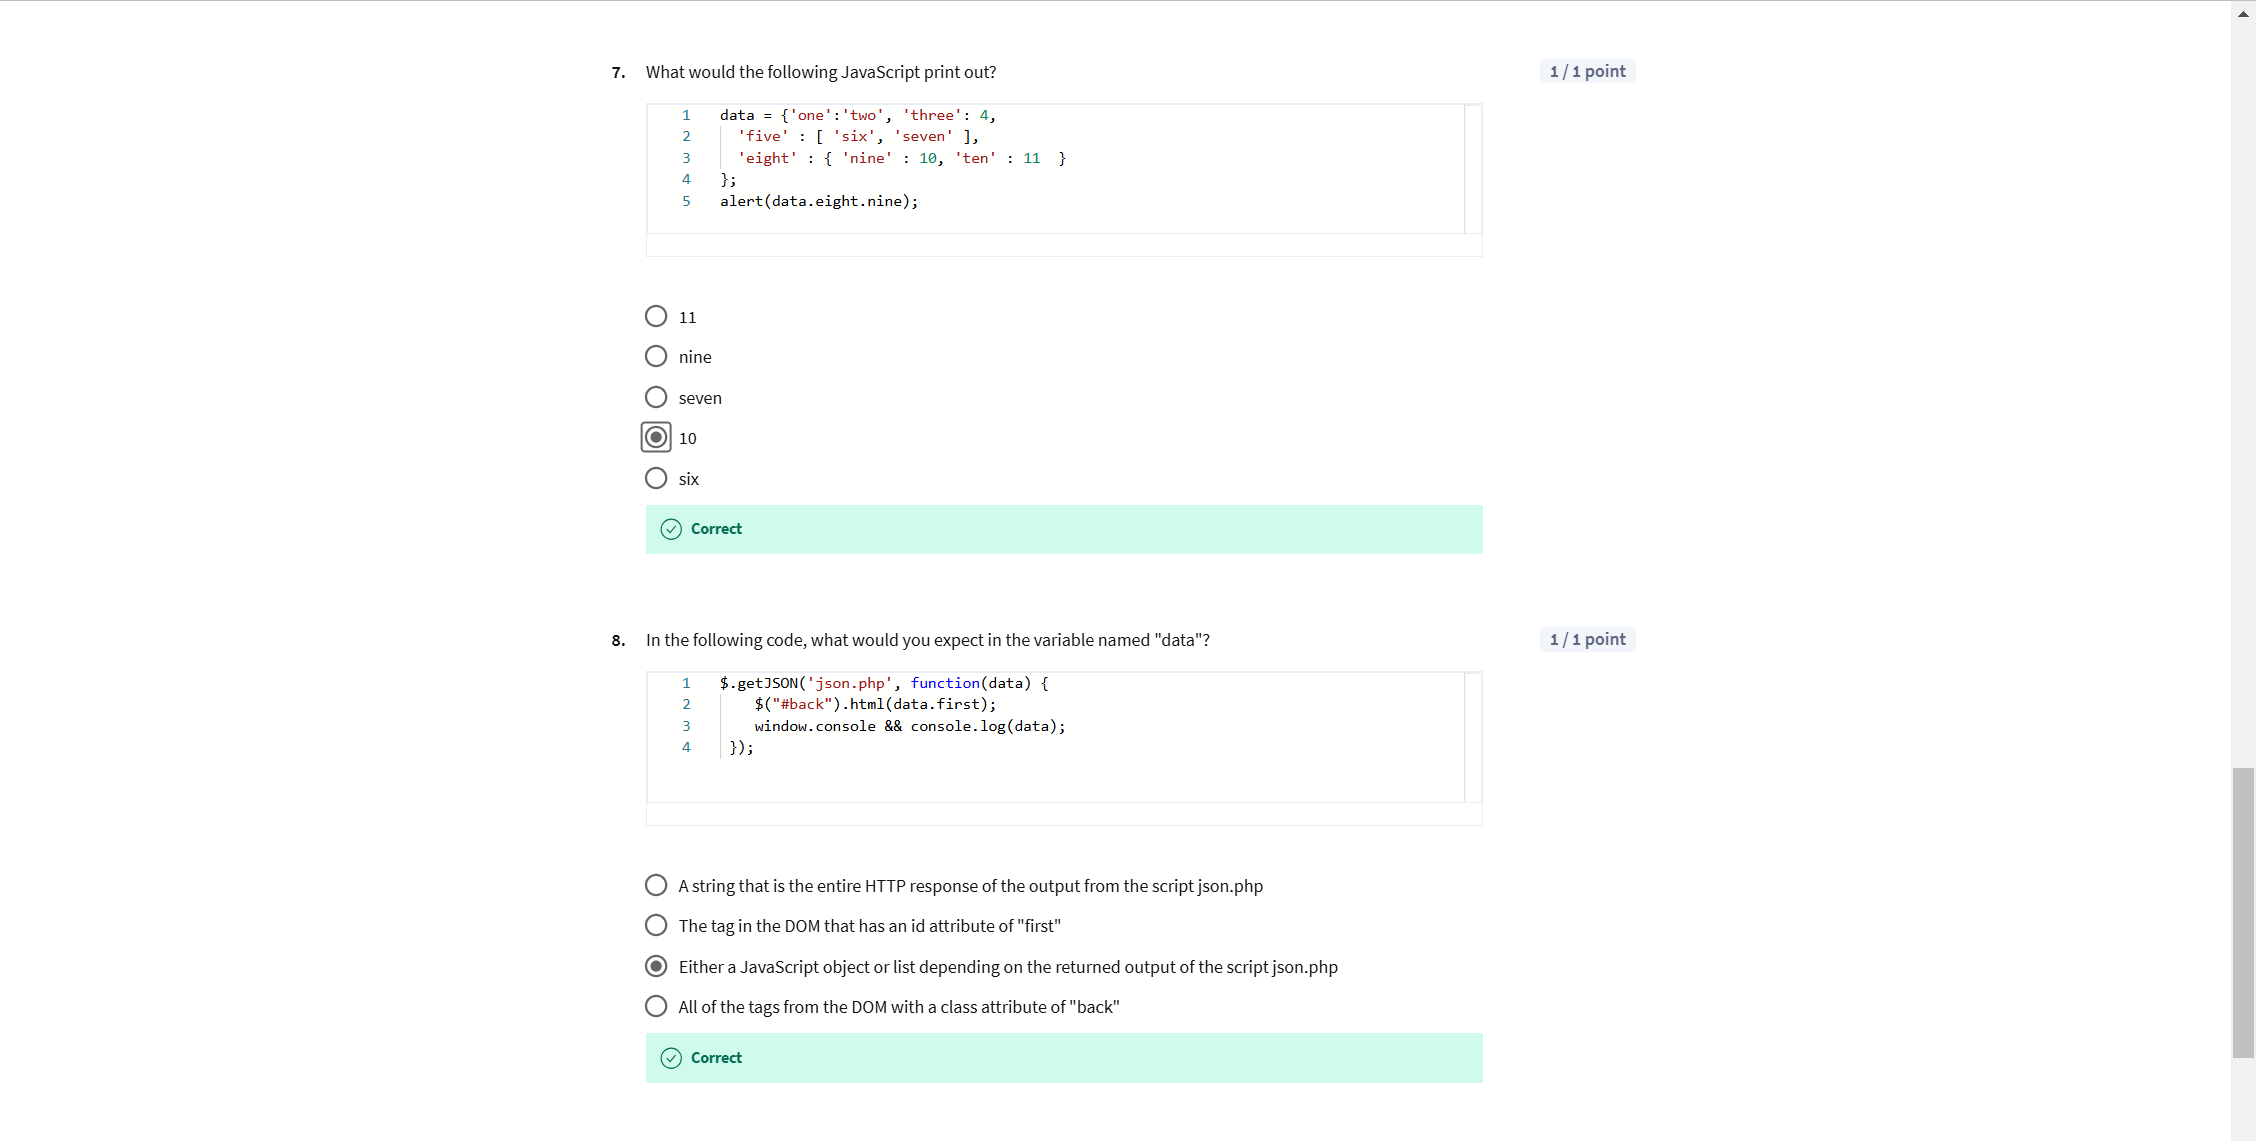 7. What would the following JavaScript print out?
1 / 1 point
1 data = {'one':'two', 'three': 4,
2 'five' : [ 'six', 'seven' ],
3 'eight' : { 'nine' : 10, 'ten' : 11 }
4 };
5 alert(data.eight.nine);
11
nine
seven
10
six
Correct
8. In the following code, what would you expect in the variable named "data"?
1 / 1 point
1 $.getJSON('json.php', function(data) {
2 $("#back").html(data.first);
3 window.console && console.log(data);
4 });
A string that is the entire HTTP response of the output from the script json.php
The tag in the DOM that has an id attribute of "first"
Either a JavaScript object or list depending on the returned output of the script json.php
All of the tags from the DOM with a class attribute of "back"
Correct